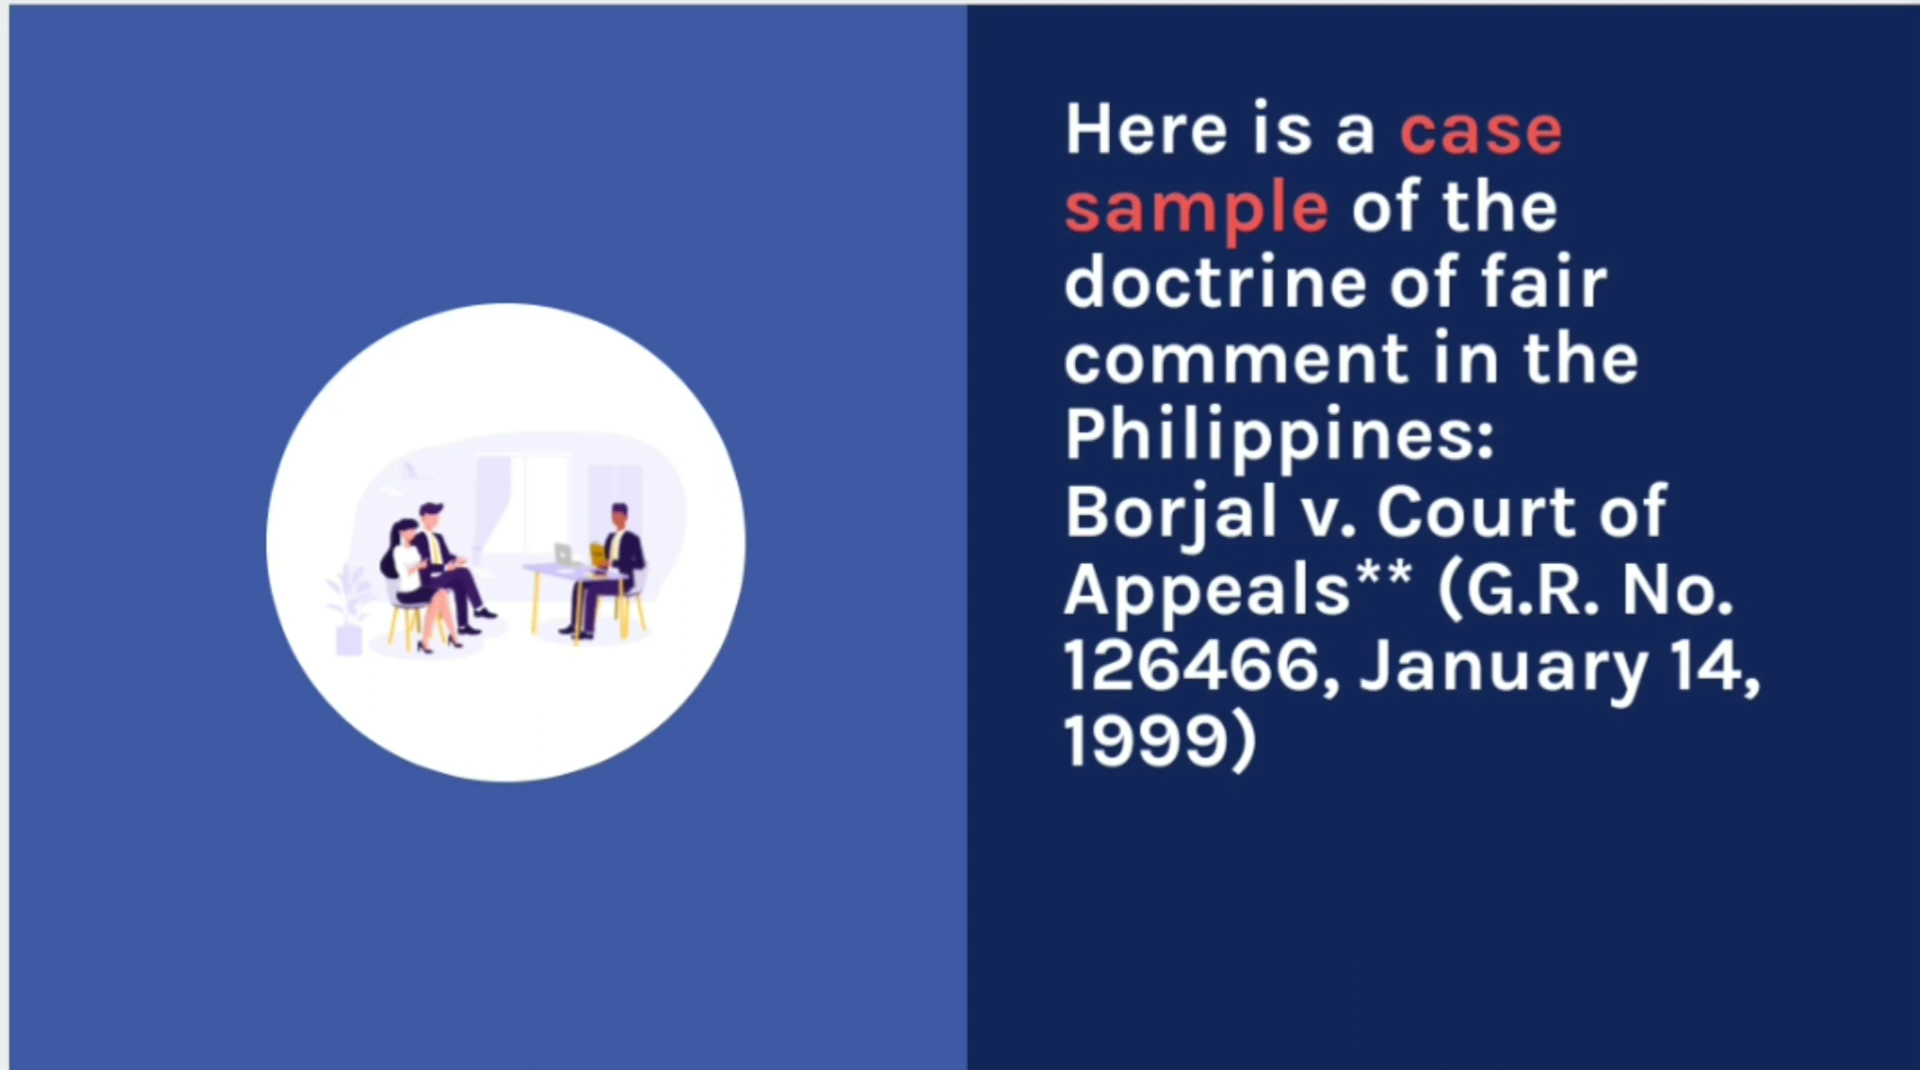 Here is a case
sample of the
doctrine of fair
comment in the
Philippines:
Borjal v. Court of
Appeals** (G.R. No.
126466, January 14,
1999)